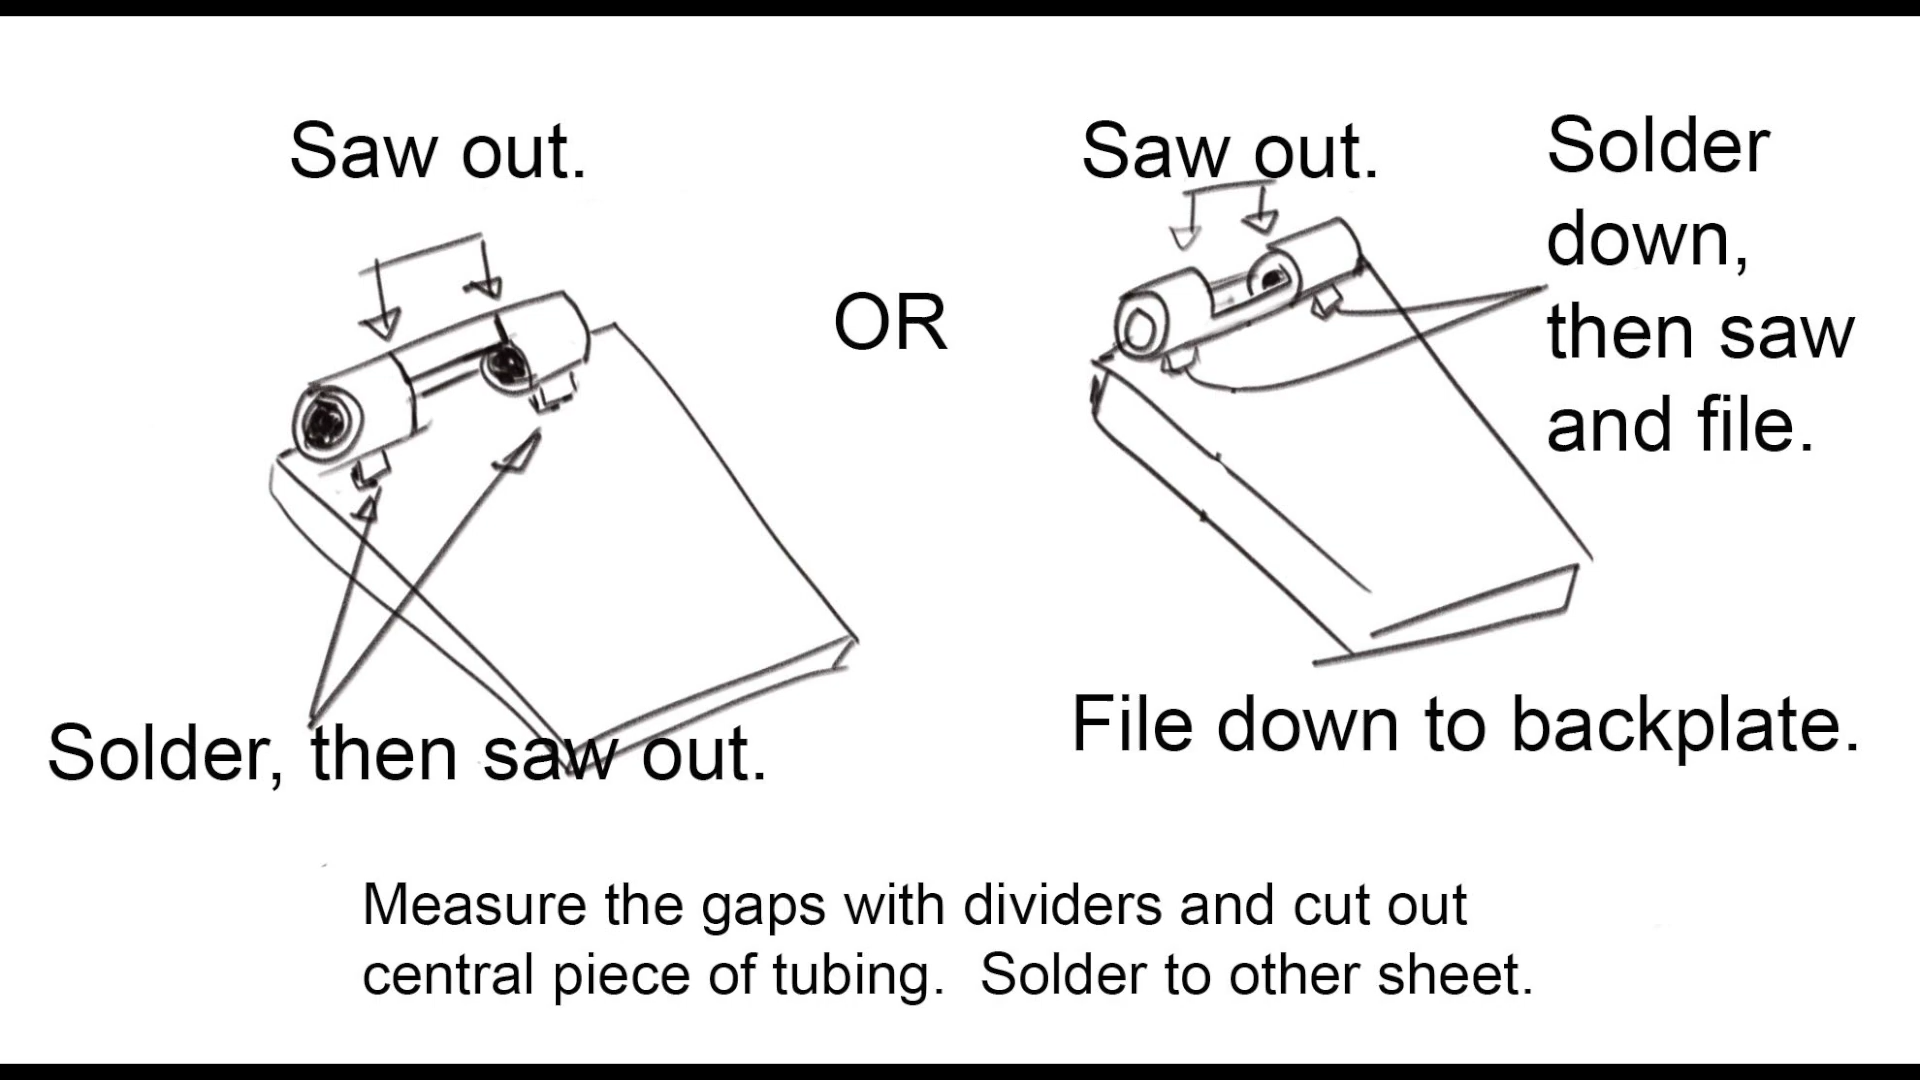 Saw out.
Solder, then saw out.
OR
Saw out.
Solder
down,
then saw
and file.
File down to backplate.
Measure the gaps with dividers and cut out
central piece of tubing.  Solder to other sheet.